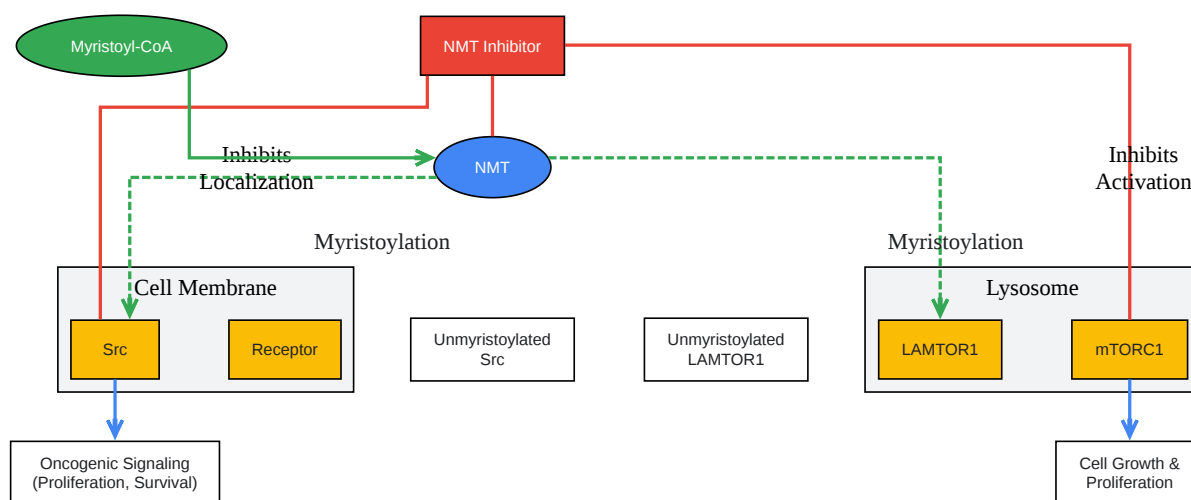 Myristoyl-CoA
NMT Inhibitor
Inhibits
Localization
NMT
Inhibits
Activation
Myristoylation
Myristoylation
Cell Membrane
Lysosome
Src
Receptor
Unmyristoylated
Src
Unmyristoylated
LAMTOR1
LAMTOR1
mTORC1
Oncogenic Signaling
(Proliferation, Survival)
Cell Growth &
Proliferation